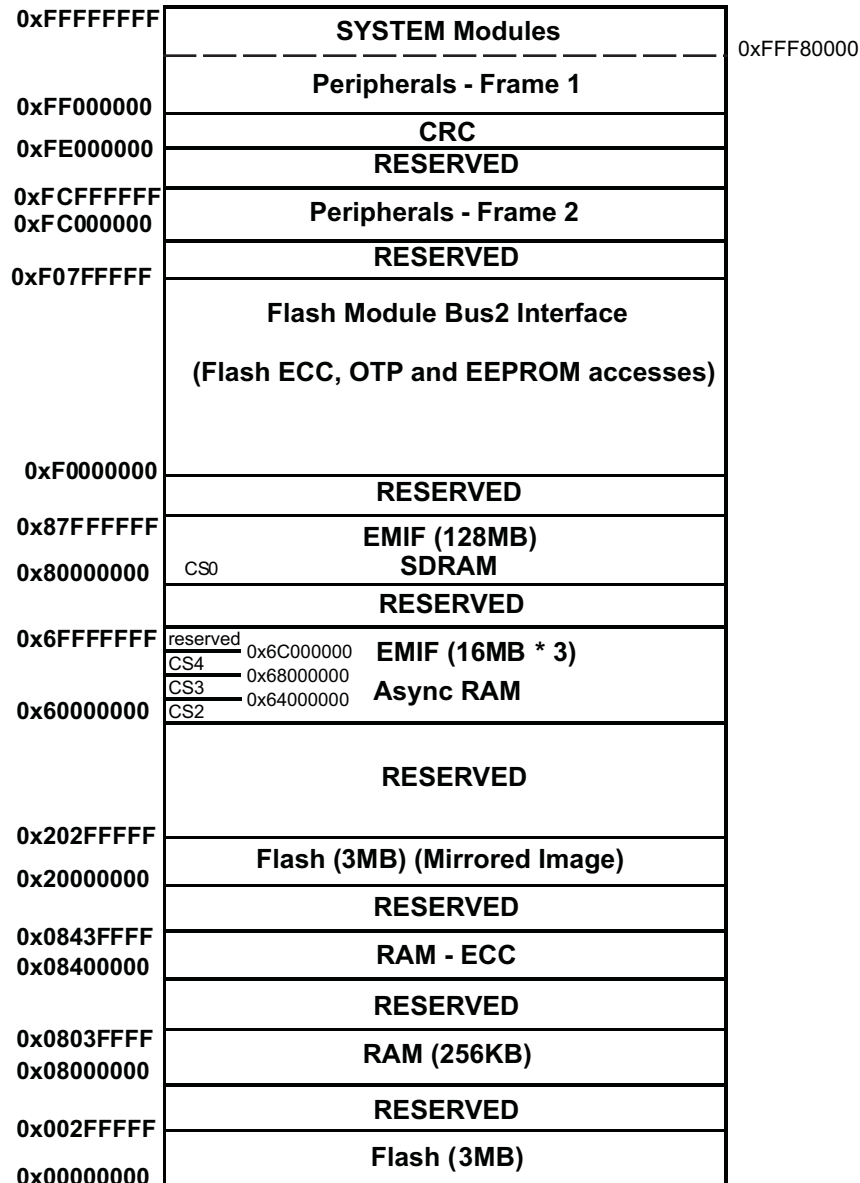 0xFFFFFFFF
SYSTEM Modules
0xFFF80000
Peripherals - Frame 1
0xFF000000
CRC
0xFE000000
RESERVED
0xFCFFFFFF
Peripherals - Frame 2
0xFC000000
RESERVED
0xF07FFFFF
Flash Module Bus2 Interface
(Flash ECC, OTP and EEPROM accesses)
0xF0000000
RESERVED
0x87FFFFFF
EMIF (128MB)
SDRAM
0x80000000
CS0
RESERVED
0x6FFFFFFF
reserved
0x6C000000
EMIF (16MB * 3)
CS4
0x68000000
CS3
Async RAM
0x64000000
0x60000000
CS2
RESERVED
0x202FFFFF
Flash (3MB) (Mirrored Image)
0x20000000
RESERVED
0x0843FFFF
RAM - ECC
0x08400000
RESERVED
0x0803FFFF
RAM (256KB)
0x08000000
RESERVED
0x002FFFFF
Flash (3MB)
0x00000000